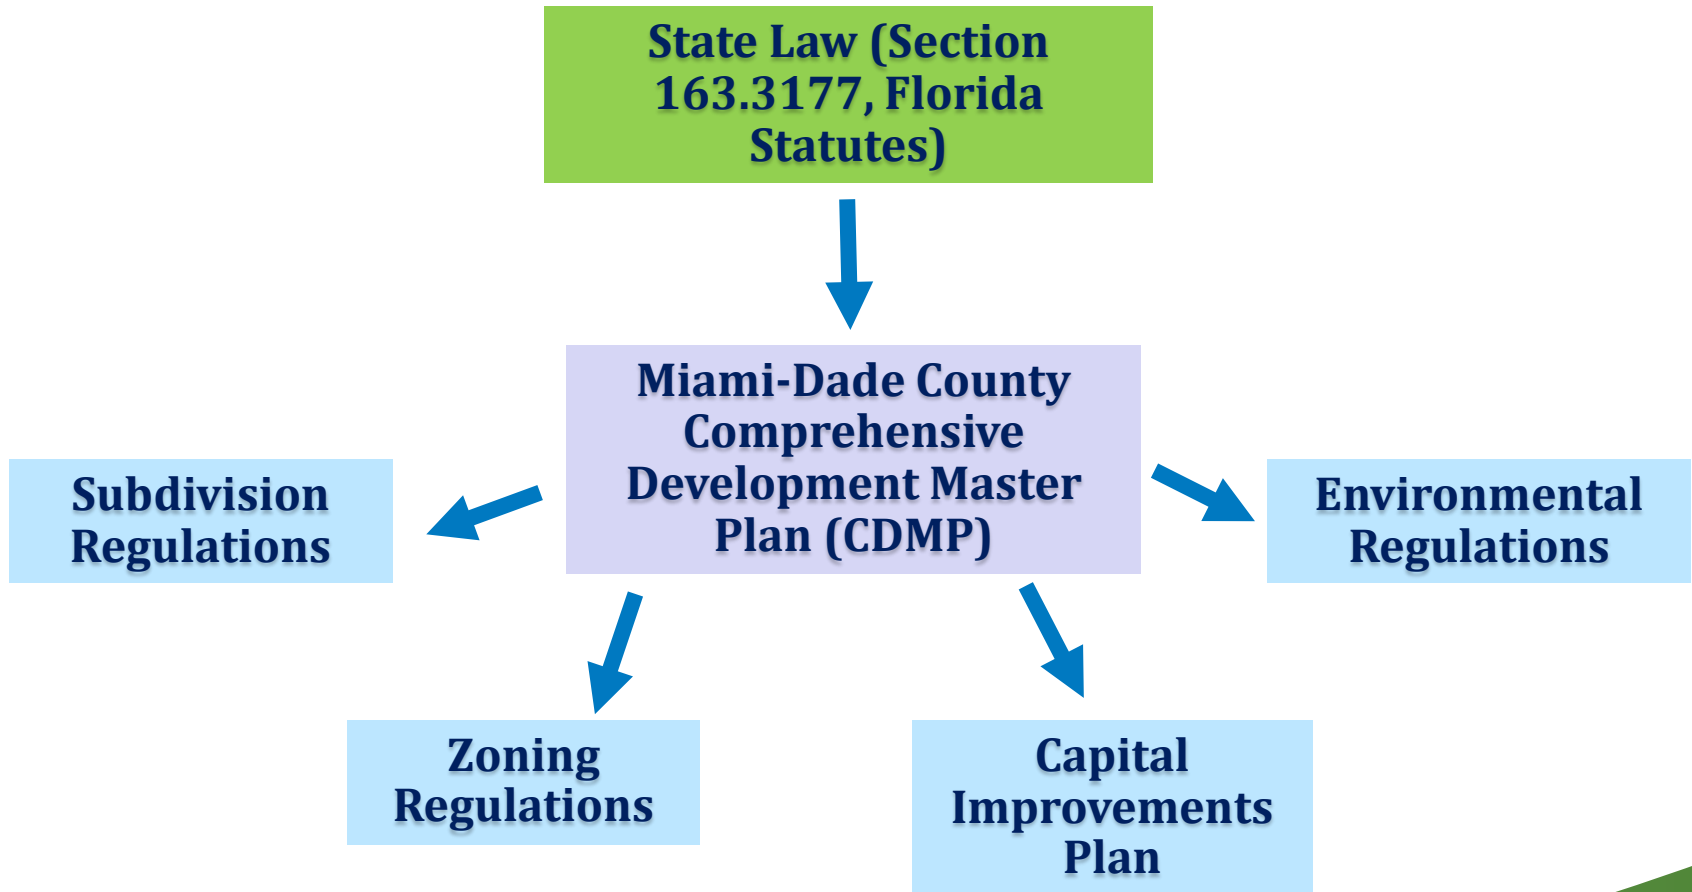 State Law (Section
163.3177, Florida
Statutes)
Miami-Dade County
Comprehensive
Development Master
Plan (CDMP)
Subdivision
Regulations
Environmental
Regulations
Zoning
Regulations
Capital
Improvements
Plan